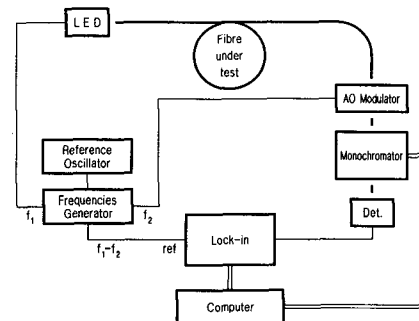 LED
Fibre
under
test
AO Modulator
Reference
Oscillator
Monochromator
Frequencies
Generator
f₁
f₂
Det.
f₁-f₂
ref
Lock-in
Computer